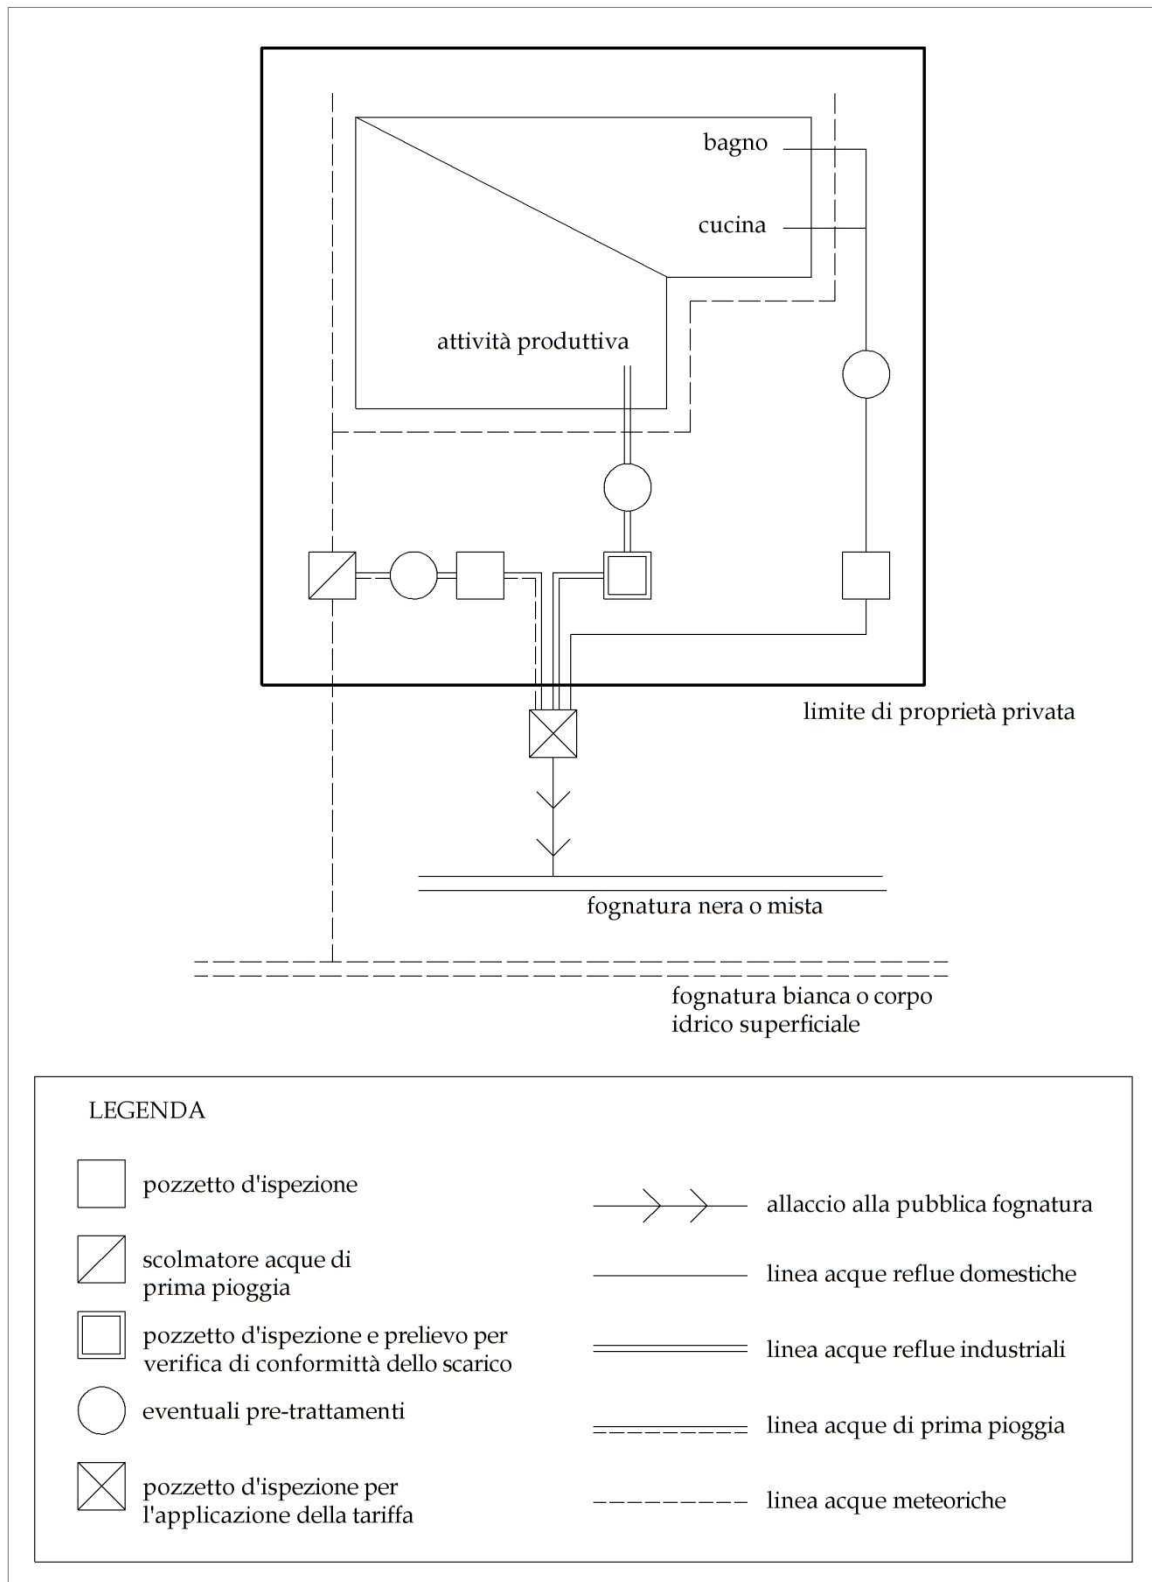 bagno
cucina
attività produttiva
limite di proprietà privata
fognatura nera o mista
fognatura bianca o corpo
idrico superficiale
LEGENDA
pozzetto d'ispezione
scolmatore acque di
prima pioggia
pozzetto d'ispezione e prelievo per
verifica di conformittà dello scarico
eventuali pre-trattamenti
pozzetto d'ispezione per
l'applicazione della tariffa
allaccio alla pubblica fognatura
linea acque reflue domestiche
linea acque reflue industriali
linea acque di prima pioggia
linea acque meteoriche